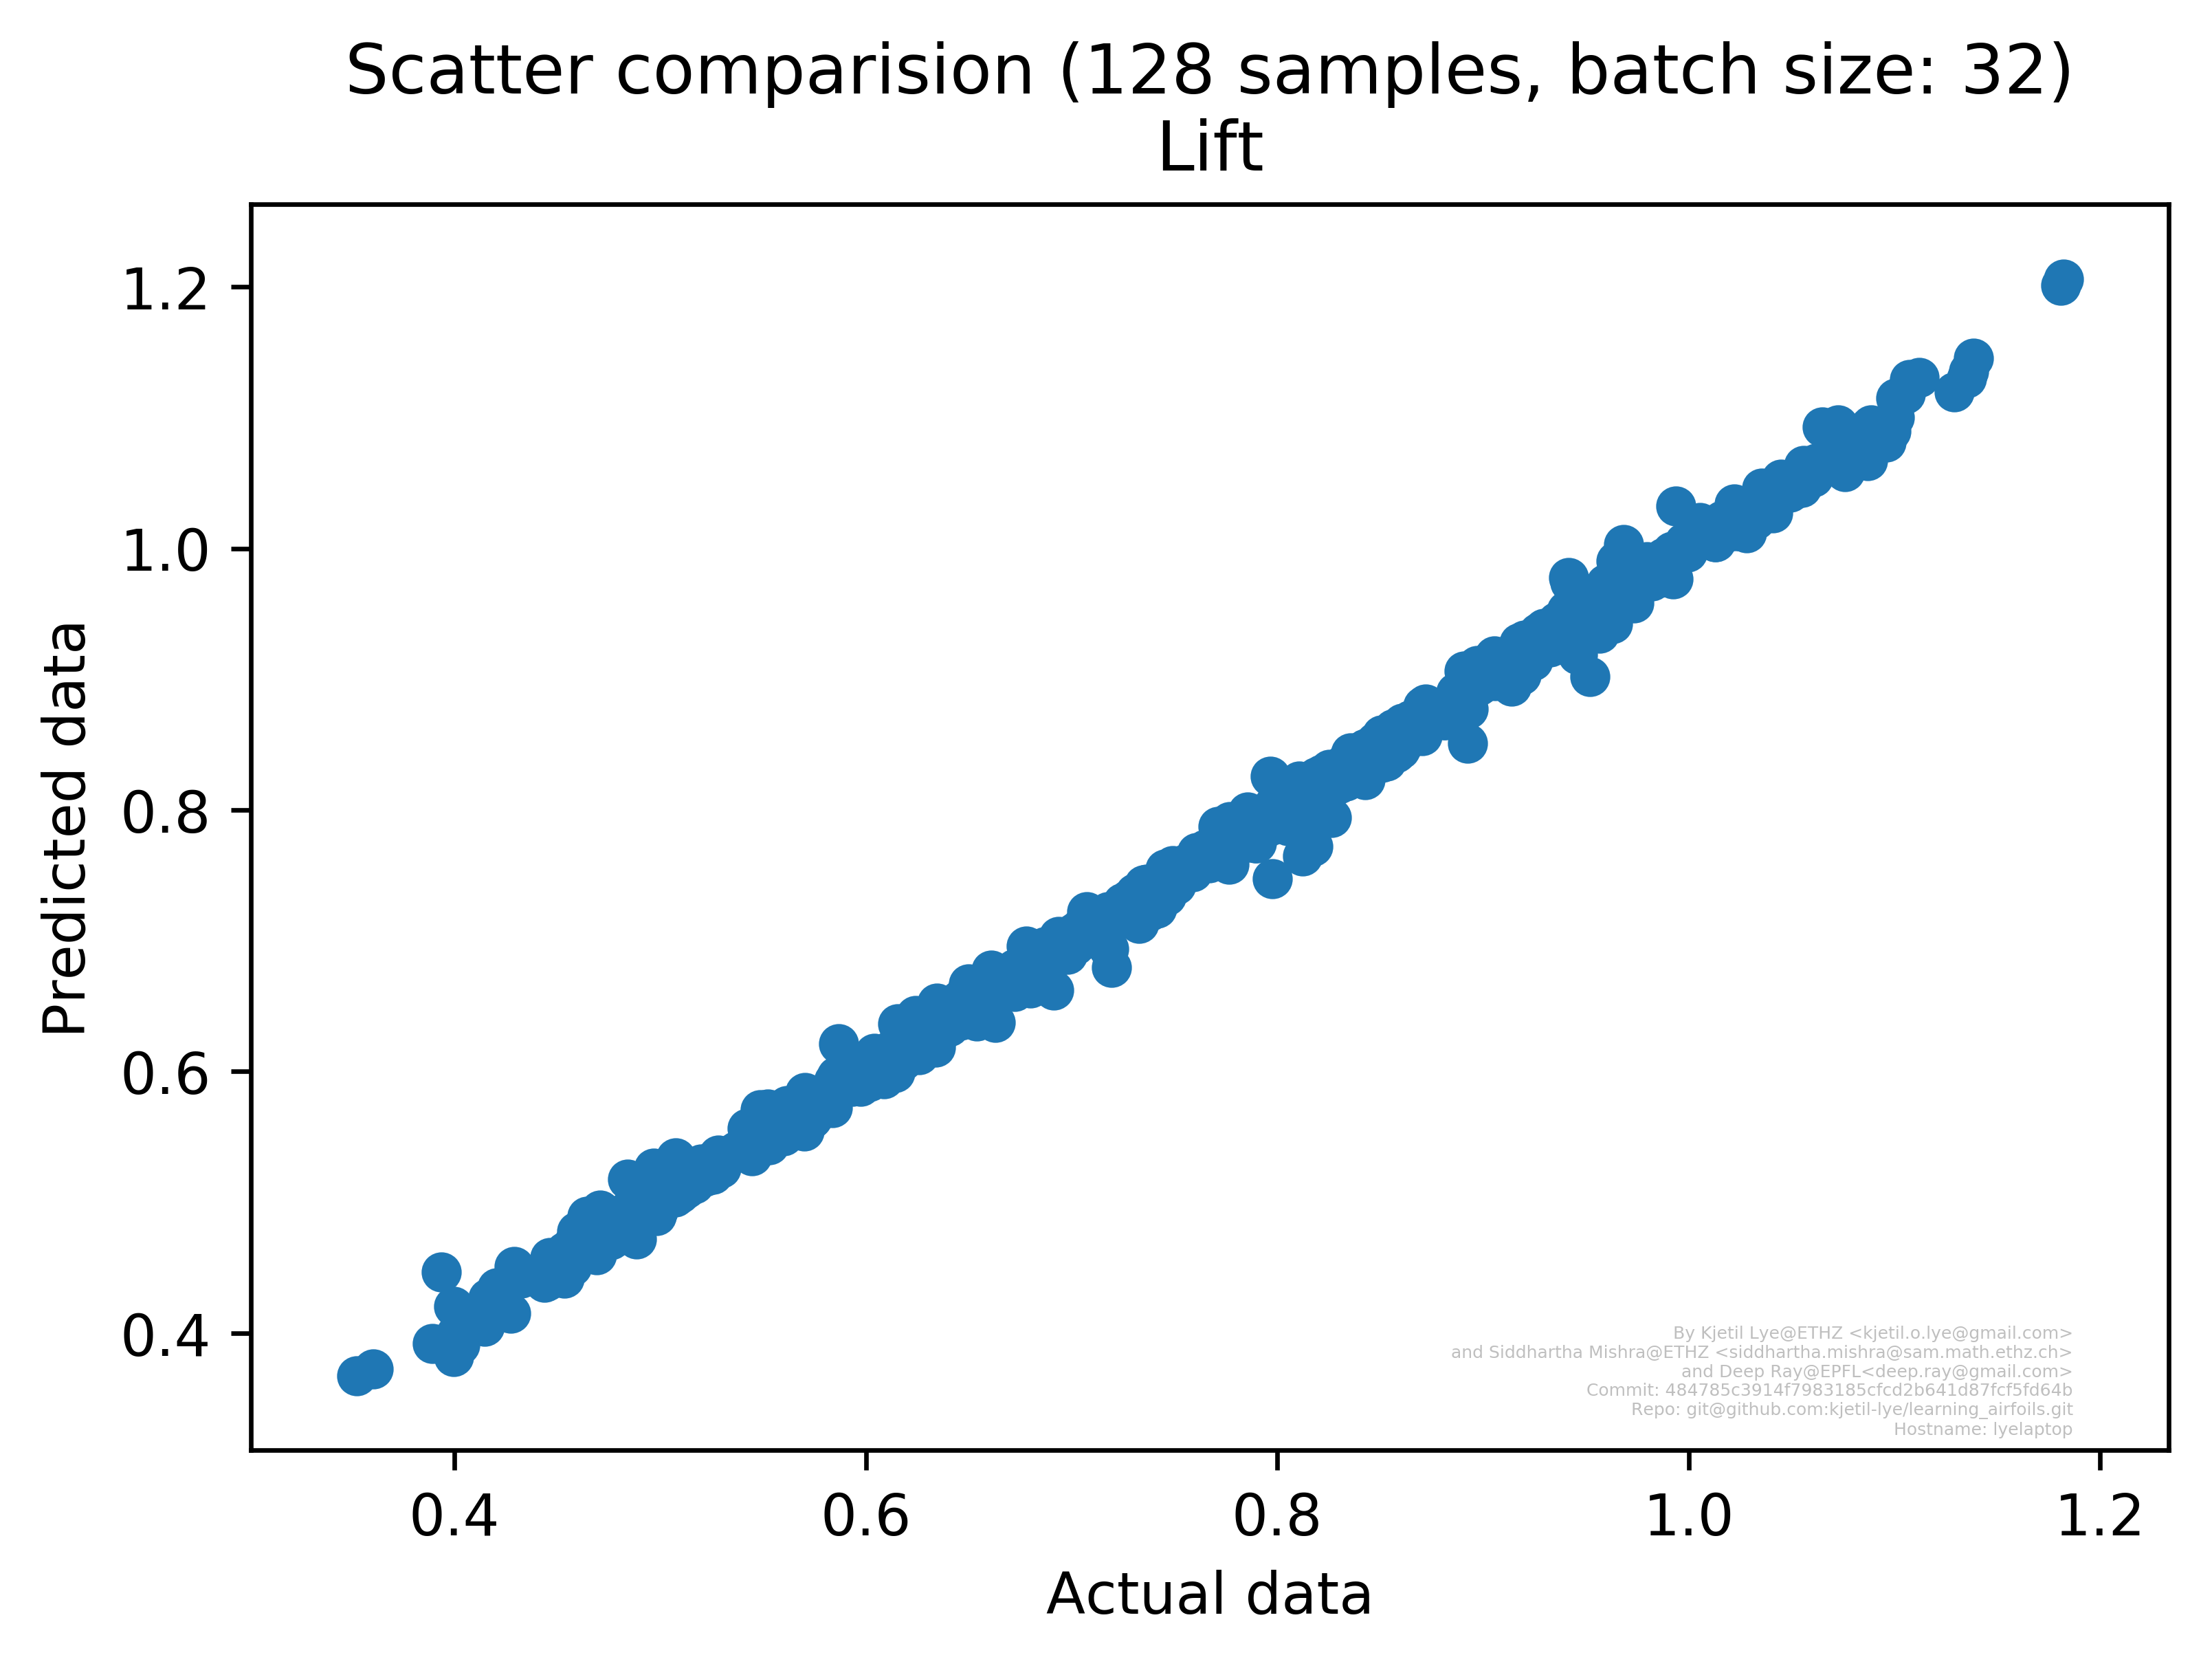 Scatter comparision (128 samples, batch size: 32)
Lift
1.2
1.0
0.8
0.6
0.4
Predicted data
By Kjetil Lye@ETHZ <kjetil.o.lye@gmail.com>
and Siddhartha Mishra@ETHZ <siddhartha.mishra@sam.math.ethz.ch>
and Deep Ray@EPFL<deep.ray@gmail.com>
Commit: 484785c3914f7983185cfcd2b641d87fcf5fd64b
Repo: git@github.com:kjetil-lye/learning_airfoils.git
Hostname: lyelaptop
0.4 0.6 0.8 1.0 1.2
Actual data